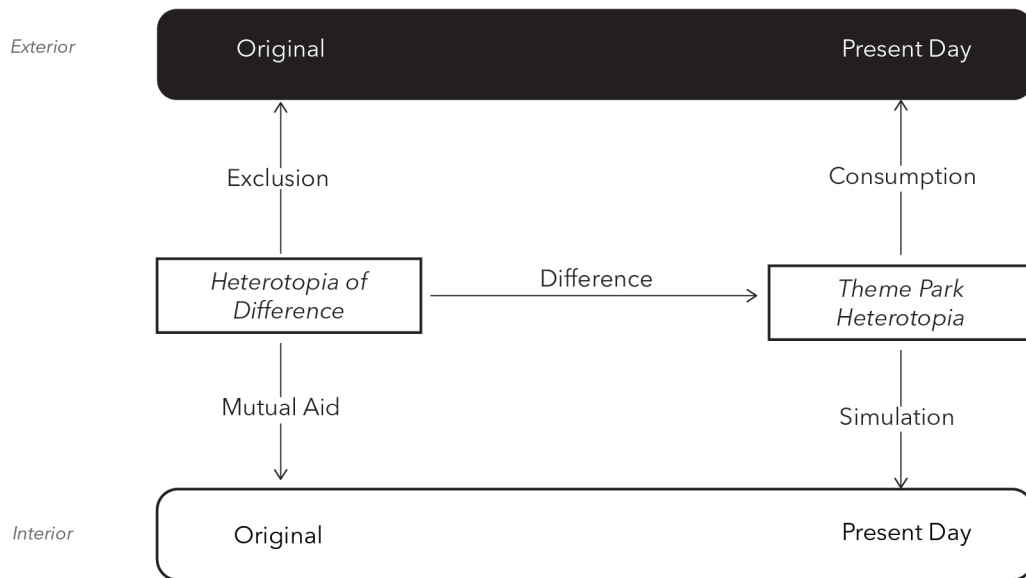 Exterior
Original
Present Day
Exclusion
Consumption
Heterotopia of
Difference
Difference
Theme Park
Heterotopia
Mutual Aid
Simulation
Interior
Original
Present Day